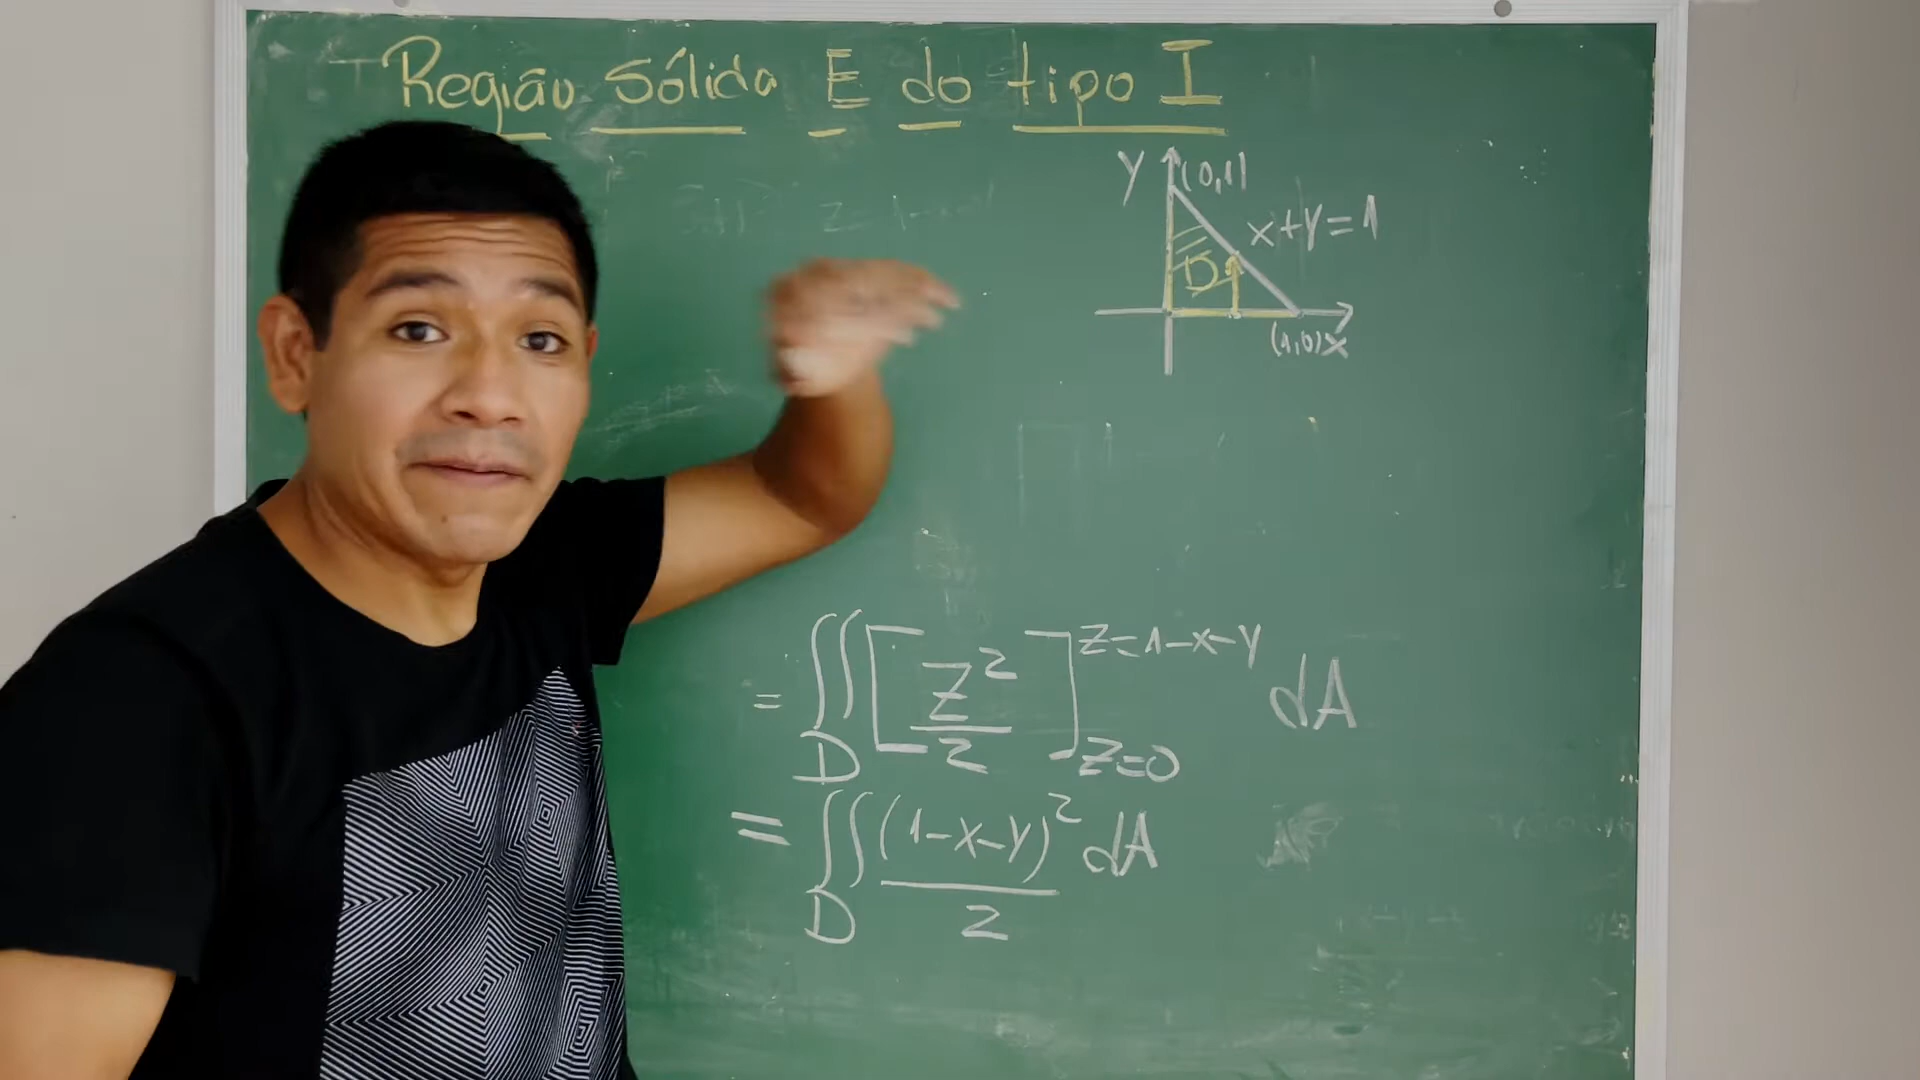 Região Sólida E do tipo I
y (0,1)
x+y=1
D
(1,0) x
= ∬_D [z²/2]_{z=0}^{z=1-x-y} dA
= ∬_D (1-x-y)²/2 dA